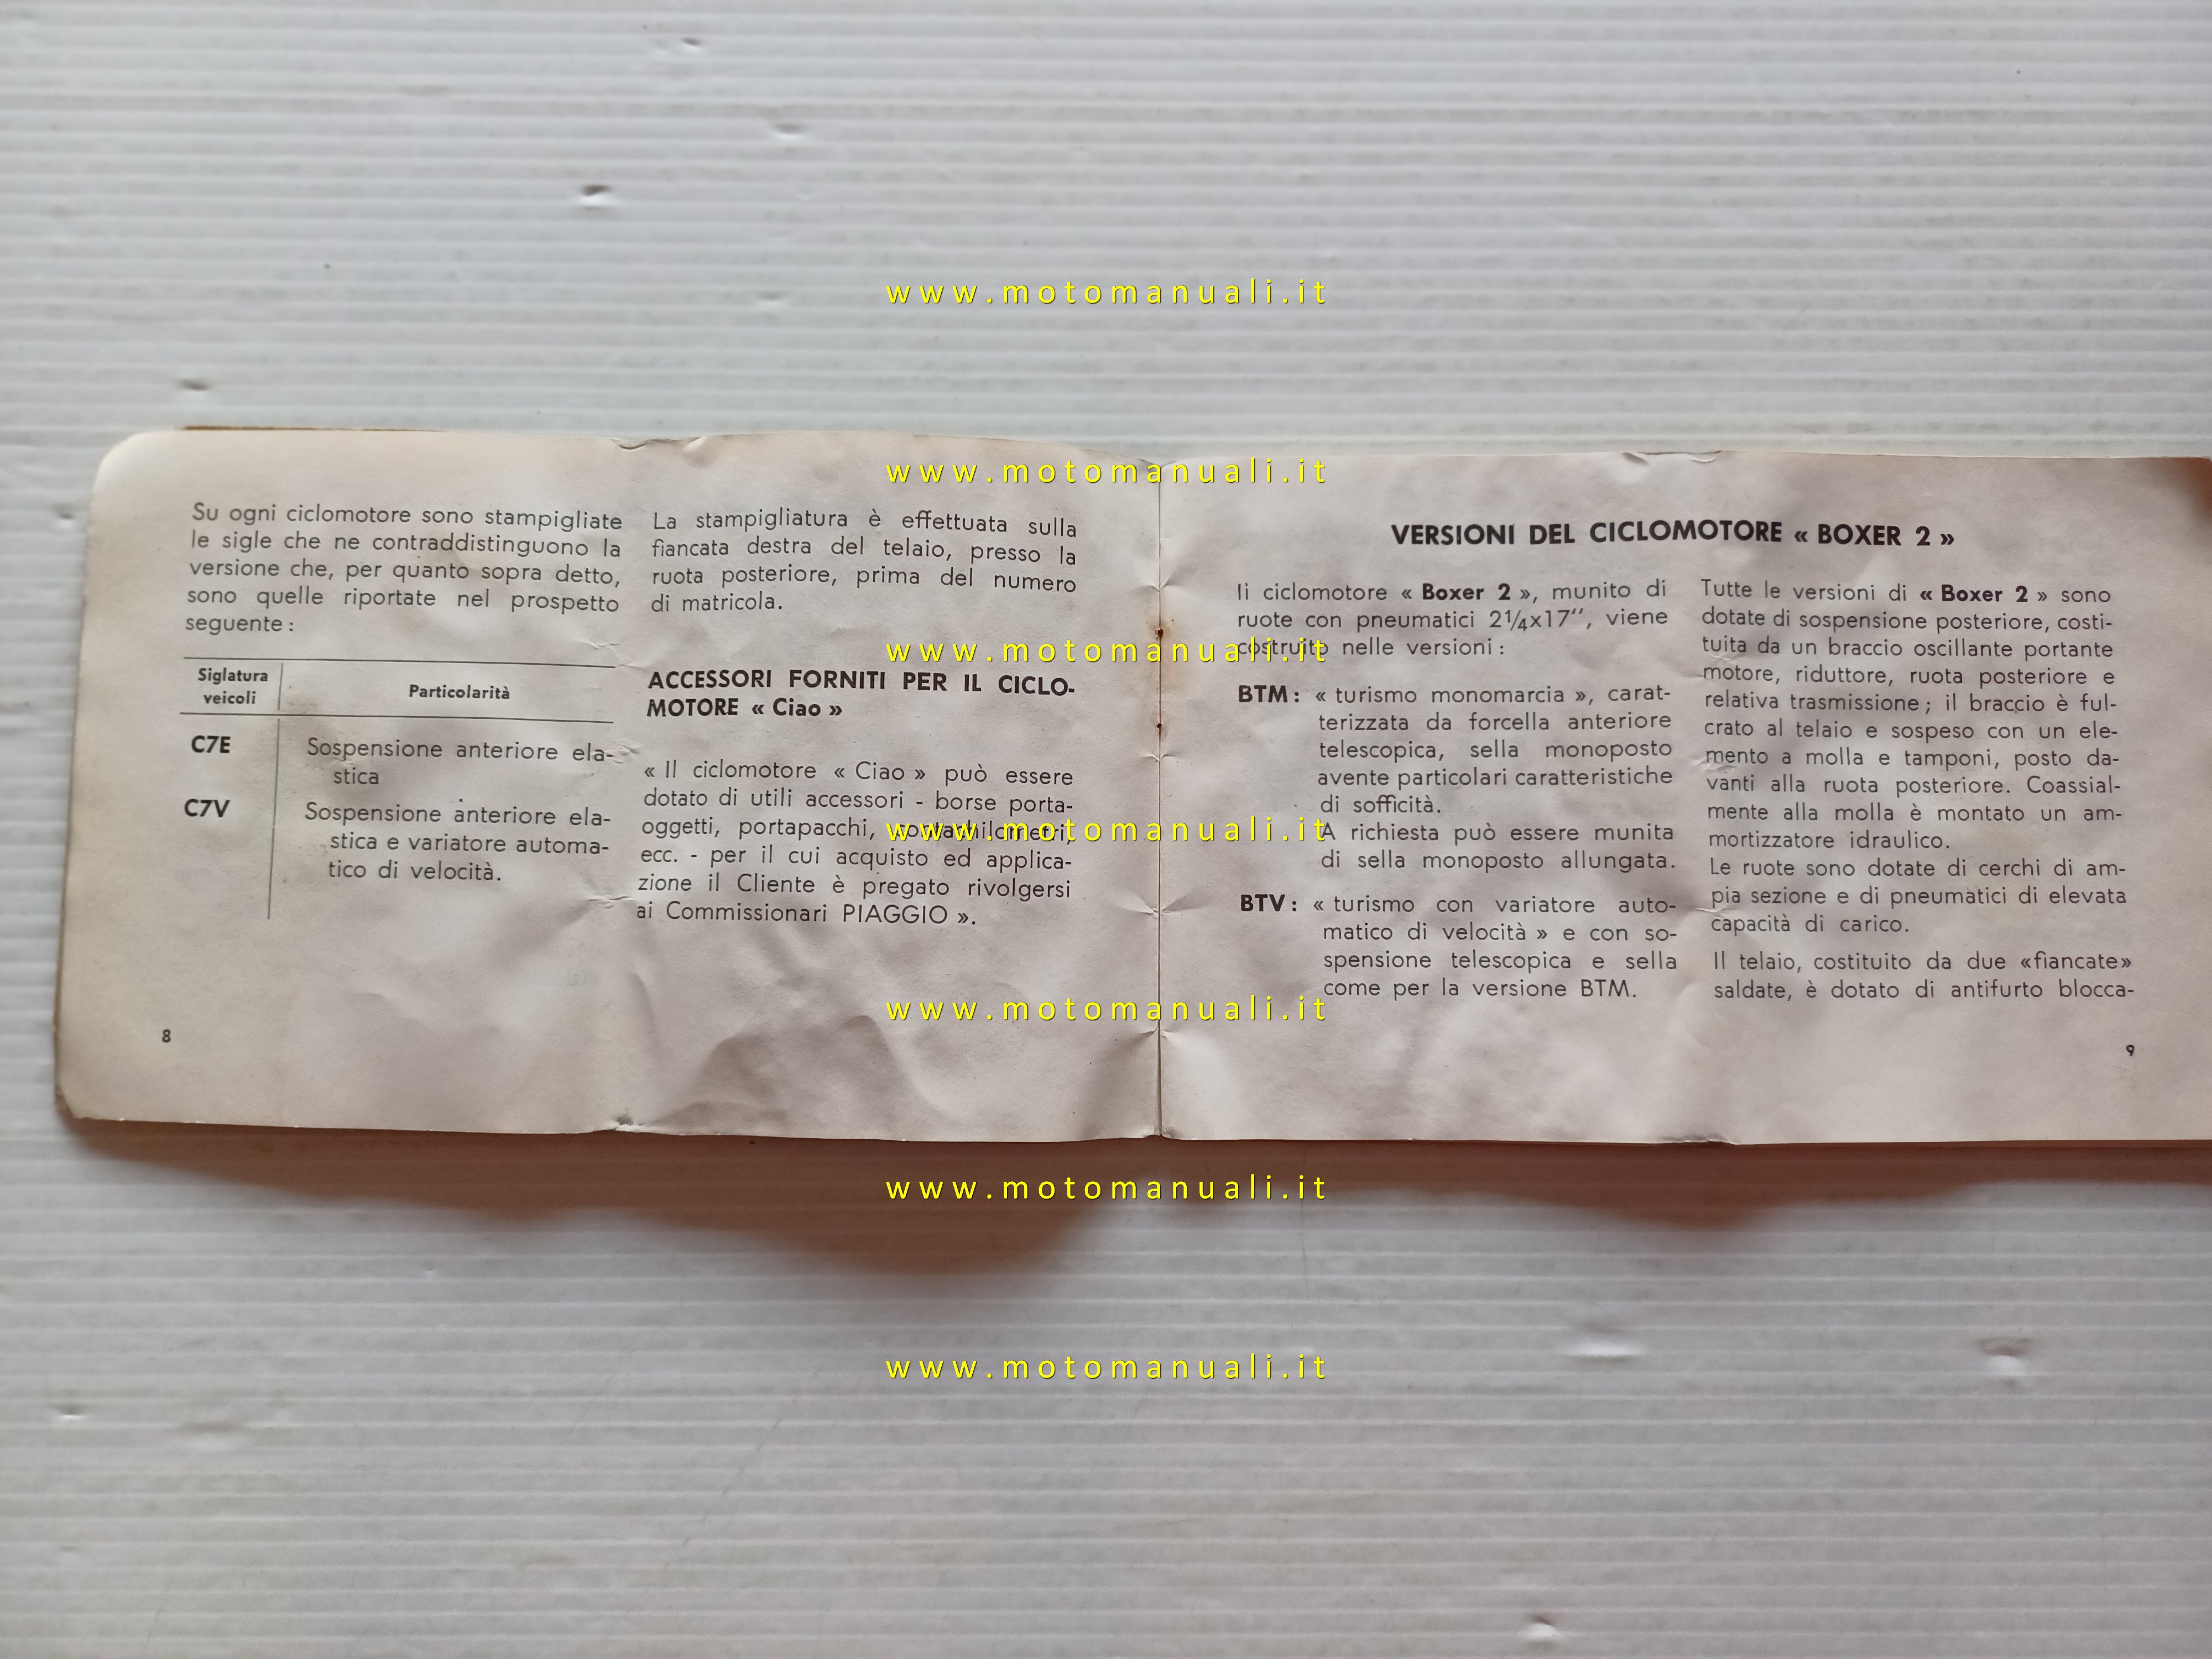 www.motomanuali.it
www.motomanuali.it
Su ogni ciclomotore sono stampigliate
le sigle che ne contraddistinguono la
versione che, per quanto sopra detto,
sono quelle riportate nel prospetto
seguente :
Siglatura veicoli
Particolarità
C7E
Sospensione anteriore ela-
stica
C7V
Sospensione anteriore ela-
stica e variatore automa-
tico di velocità.
8
La stampigliatura è effettuata sulla
fiancata destra del telaio, presso la
ruota posteriore, prima del numero
di matricola.
www.motomanuali.it
ACCESSORI FORNITI PER IL CICLO-
MOTORE « Ciao »
« Il ciclomotore « Ciao » può essere
dotato di utili accessori - borse porta-
oggetti, portapacchi, contachilometri,
www.motomanuali.it
ecc. - per il cui acquisto ed applica-
zione il Cliente è pregato rivolgersi
ai Commissionari PIAGGIO ».
www.motomanuali.it
VERSIONI DEL CICLOMOTORE « BOXER 2 »
Il ciclomotore « Boxer 2 », munito di
ruote con pneumatici 2¼x17", viene
costruito nelle versioni :
BTM : « turismo monomarcia », carat-
terizzata da forcella anteriore
telescopica, sella monoposto
avente particolari caratteristiche
di sofficità.
A richiesta può essere munita
di sella monoposto allungata.
BTV : « turismo con variatore auto-
matico di velocità » e con so-
spensione telescopica e sella
come per la versione BTM.
Tutte le versioni di « Boxer 2 » sono
dotate di sospensione posteriore, costi-
tuita da un braccio oscillante portante
motore, riduttore, ruota posteriore e
relativa trasmissione ; il braccio è ful-
crato al telaio e sospeso con un ele-
mento a molla e tamponi, posto da-
vanti alla ruota posteriore. Coassial-
mente alla molla è montato un am-
mortizzatore idraulico.
Le ruote sono dotate di cerchi di am-
pia sezione e di pneumatici di elevata
capacità di carico.
Il telaio, costituito da due «fiancate»
saldate, è dotato di antifurto blocca-
9
www.motomanuali.it
www.motomanuali.it